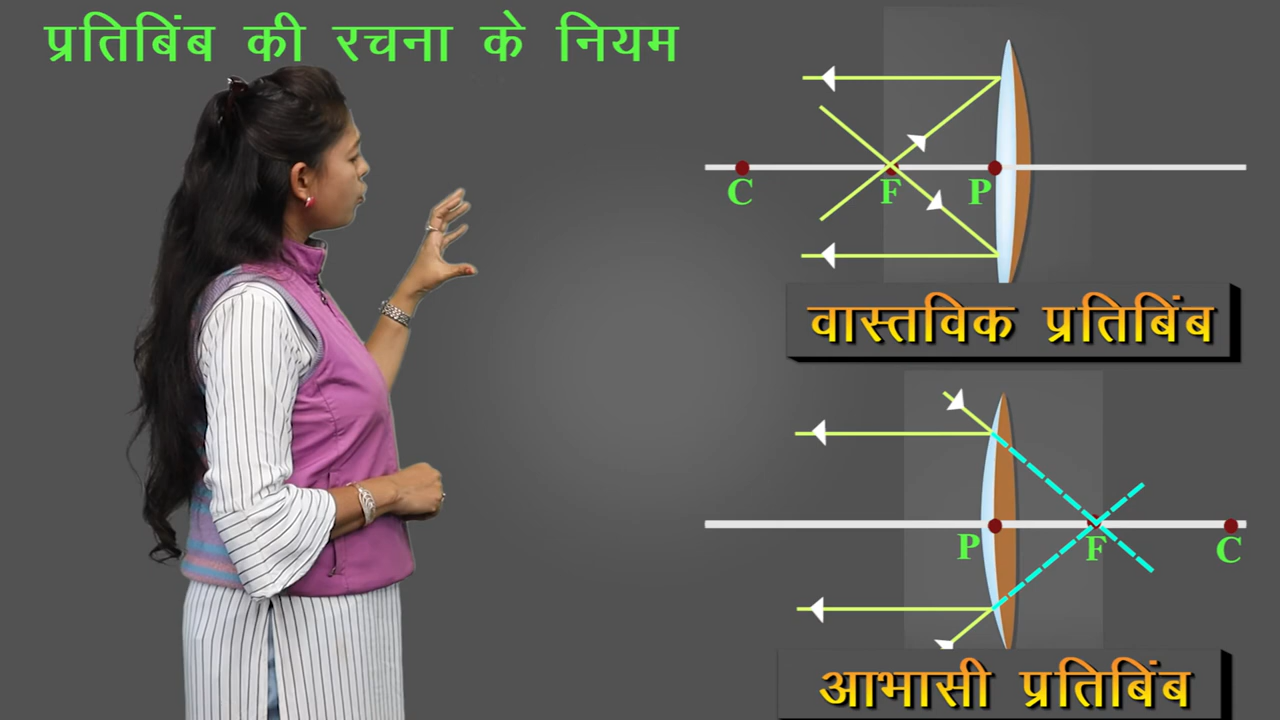 प्रतिबिंब की रचना के नियम
C F P
वास्तविक प्रतिबिंब
P F C
आभासी प्रतिबिंब